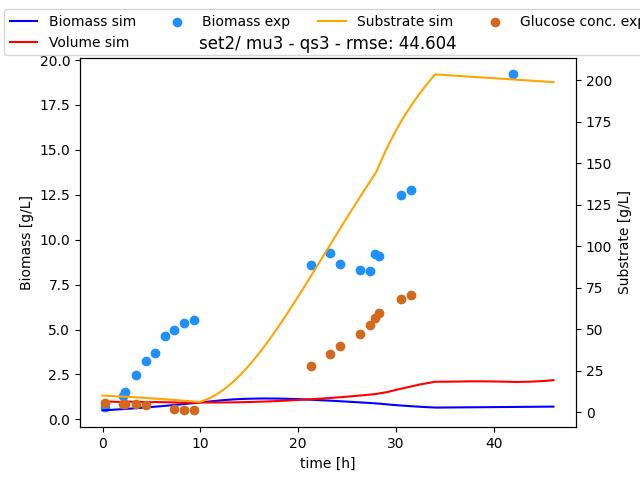 Biomass sim Biomass exp Substrate sim Glucose conc. exp
Volume sim
set2/ mu3 - qs3 - rmse: 44.604
20.0
17.5
15.0
12.5
10.0
7.5
5.0
2.5
0.0
Biomass [g/L]
0 10 20 30 40
time [h]
200
175
150
125
100
75
50
25
0
Substrate [g/L]